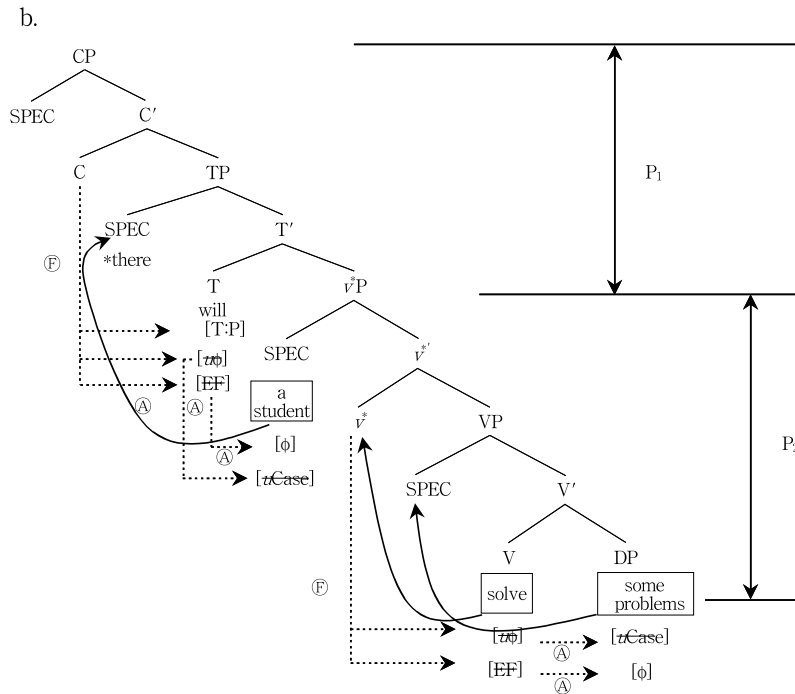 b.
CP
SPEC
C′
C
TP
P₁
SPEC
T′
Ⓕ
*there
T
v*P
will
[T:P]
SPEC
v*′
[uϕ]
[EF]
a
student
Ⓐ
Ⓐ
v*
VP
[ϕ]
Ⓐ
[uCase]
SPEC
V′
V
DP
Ⓕ
solve
some
problems
[uϕ]
[uCase]
Ⓐ
[EF]
[ϕ]
Ⓐ